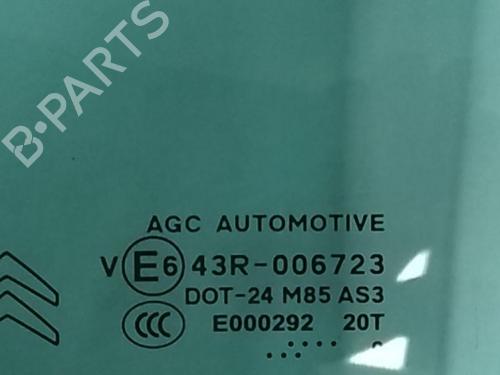 B-PARTS
AGC AUTOMOTIVE
V E6 43R-006723
DOT-24 M85 AS3
CCC E000292 20T